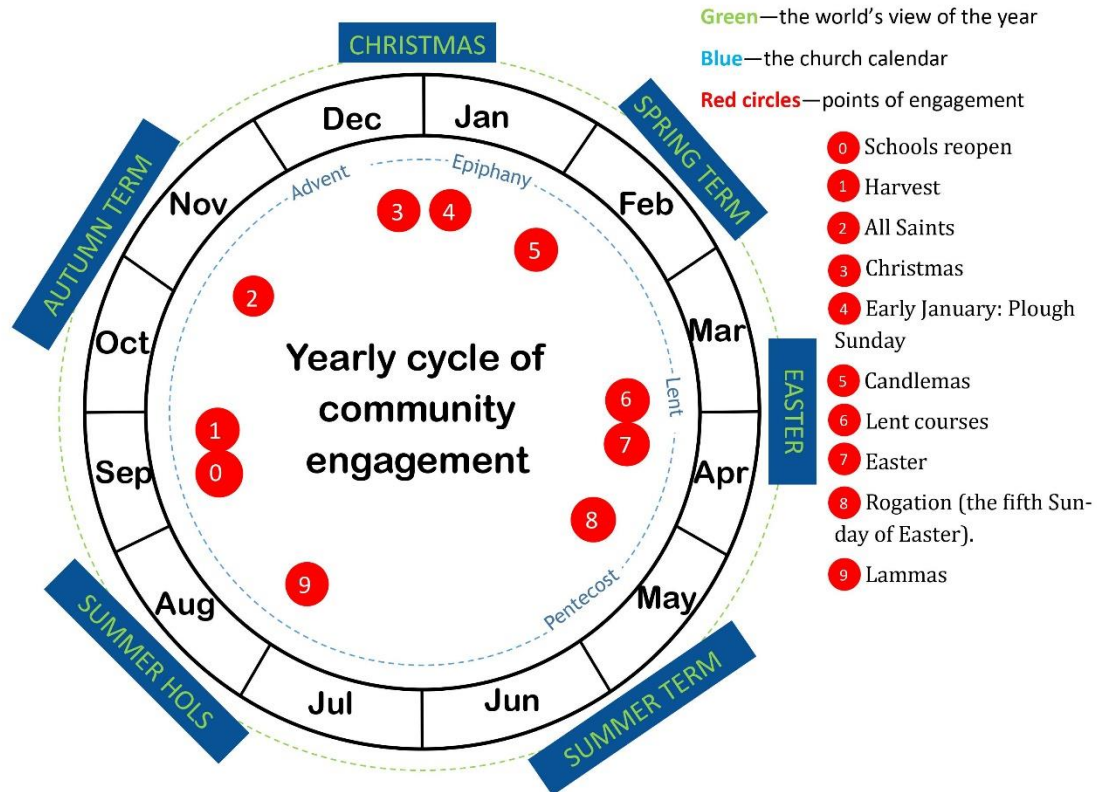 CHRISTMAS
SPRING TERM
EASTER
SUMMER TERM
SUMMER HOLS
AUTUMN TERM
Jan
Feb
Mar
Apr
May
Jun
Jul
Aug
Sep
Oct
Nov
Dec
Advent
Epiphany
Lent
Pentecost
3
4
5
2
6
1
7
0
8
9
Yearly cycle of
community
engagement
Green—the world's view of the year
Blue—the church calendar
Red circles—points of engagement
0 Schools reopen
1 Harvest
2 All Saints
3 Christmas
4 Early January: Plough
Sunday
5 Candlemas
6 Lent courses
7 Easter
8 Rogation (the fifth Sun-
day of Easter).
9 Lammas